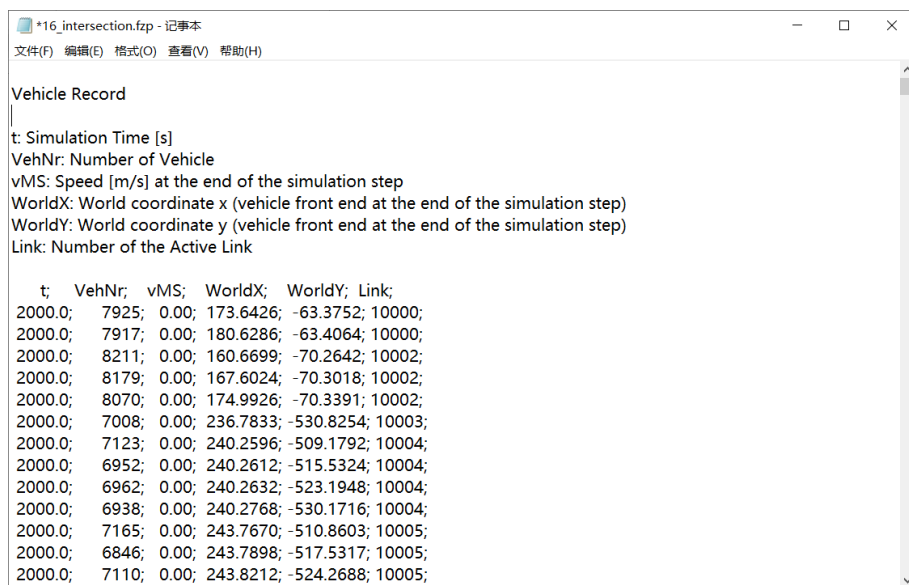 *16_intersection.fzp - 记事本
文件(F) 编辑(E) 格式(O) 查看(V) 帮助(H)
Vehicle Record
t: Simulation Time [s]
VehNr: Number of Vehicle
vMS: Speed [m/s] at the end of the simulation step
WorldX: World coordinate x (vehicle front end at the end of the simulation step)
WorldY: World coordinate y (vehicle front end at the end of the simulation step)
Link: Number of the Active Link
t; VehNr; vMS; WorldX; WorldY; Link;
2000.0; 7925; 0.00; 173.6426; -63.3752; 10000;
2000.0; 7917; 0.00; 180.6286; -63.4064; 10000;
2000.0; 8211; 0.00; 160.6699; -70.2642; 10002;
2000.0; 8179; 0.00; 167.6024; -70.3018; 10002;
2000.0; 8070; 0.00; 174.9926; -70.3391; 10002;
2000.0; 7008; 0.00; 236.7833; -530.8254; 10003;
2000.0; 7123; 0.00; 240.2596; -509.1792; 10004;
2000.0; 6952; 0.00; 240.2612; -515.5324; 10004;
2000.0; 6962; 0.00; 240.2632; -523.1948; 10004;
2000.0; 6938; 0.00; 240.2768; -530.1716; 10004;
2000.0; 7165; 0.00; 243.7670; -510.8603; 10005;
2000.0; 6846; 0.00; 243.7898; -517.5317; 10005;
2000.0; 7110; 0.00; 243.8212; -524.2688; 10005;